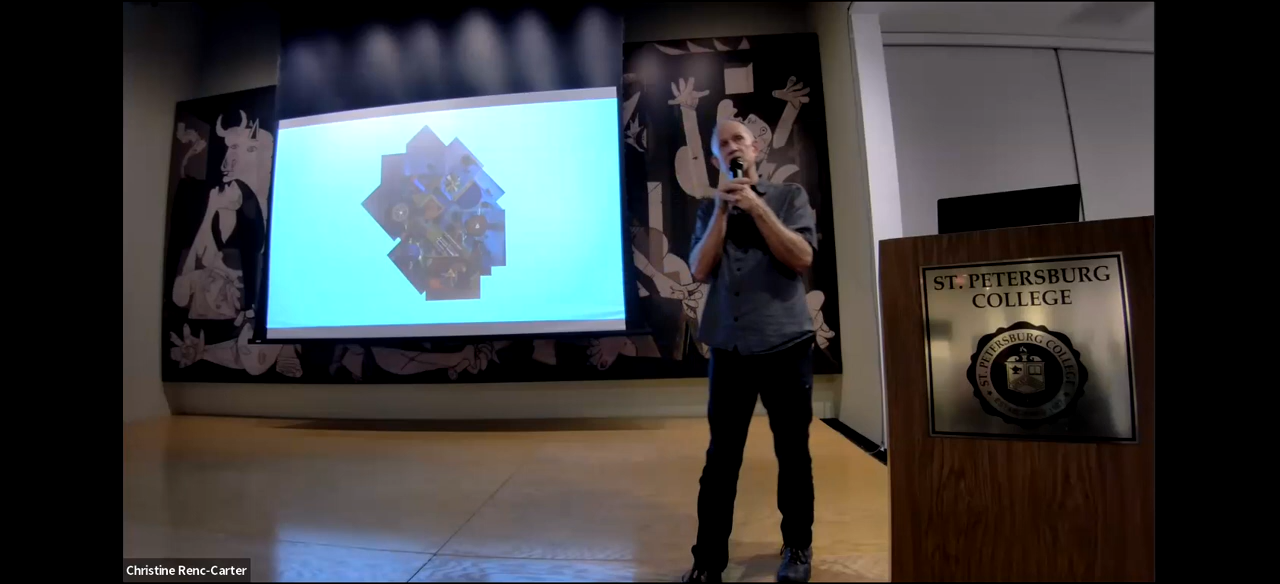 ST. PETERSBURG
COLLEGE
ST. PETERSBURG COLLEGE
Christine Renc-Carter